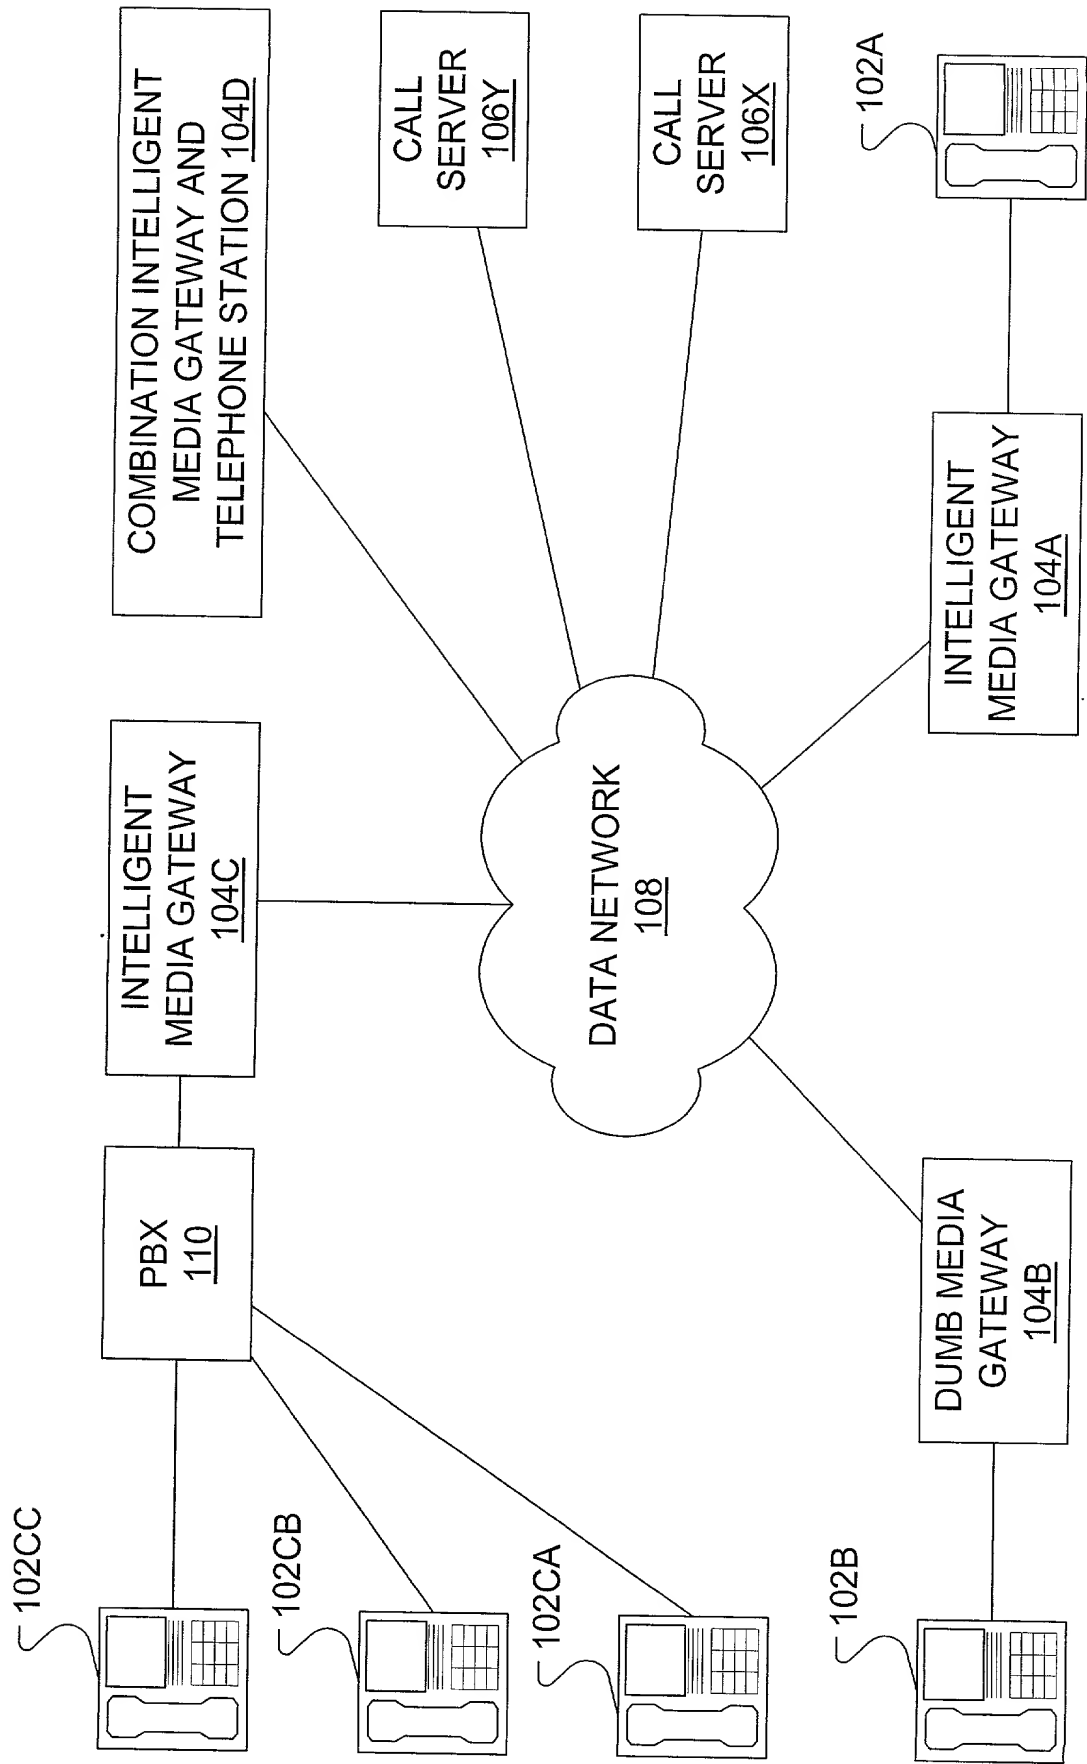 102CC
PBX
110
INTELLIGENT
MEDIA GATEWAY
104C
COMBINATION INTELLIGENT
MEDIA GATEWAY AND
TELEPHONE STATION 104D
102CB
102CA
DATA NETWORK
108
CALL
SERVER
106Y
CALL
SERVER
106X
102B
DUMB MEDIA
GATEWAY
104B
INTELLIGENT
MEDIA GATEWAY
104A
102A